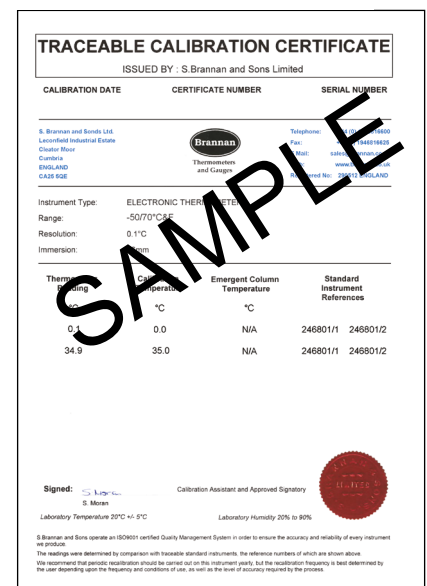 TRACEABLE CALIBRATION CERTIFICATE
ISSUED BY : S.Brannan and Sons Limited
CALIBRATION DATE CERTIFICATE NUMBER SERIAL NUMBER
S. Brannan and Sonds Ltd.
Leconfield Industrial Estate
Cleator Moor
Cumbria
ENGLAND
CA25 5QE
Brannan
Thermometers
and Gauges
Telephone:
Fax: 1946816625
Mail:
No: ENGLAND
SAMPLE
Instrument Type: ELECTRONIC
Range: -50/70°C&F
Resolution: 0.1°C
Immersion:
Emergent Column Standard
Temperature Instrument
References
°C °C
0.1 0.0 N/A 246801/1 246801/2
34.9 35.0 N/A 246801/1 246801/2
Signed: Calibration Assistant and Approved Signatory
S. Moran
LIMITED
Laboratory Temperature 20°C +/- 5°C Laboratory Humidity 20% to 90%
S.Brannan and Sons operate an ISO9001 certified Quality Management System in order to ensure the accuracy and reliability of every instrument
we produce.
The readings were determined by comparison with traceable standard instruments, the reference numbers of which are shown above.
We recommend that periodic recalibration should be carried out on this instrument yearly, but the recalibration frequency is best determined by
the user depending upon the frequency and conditions of use, as well as the level of accuracy required by the process.